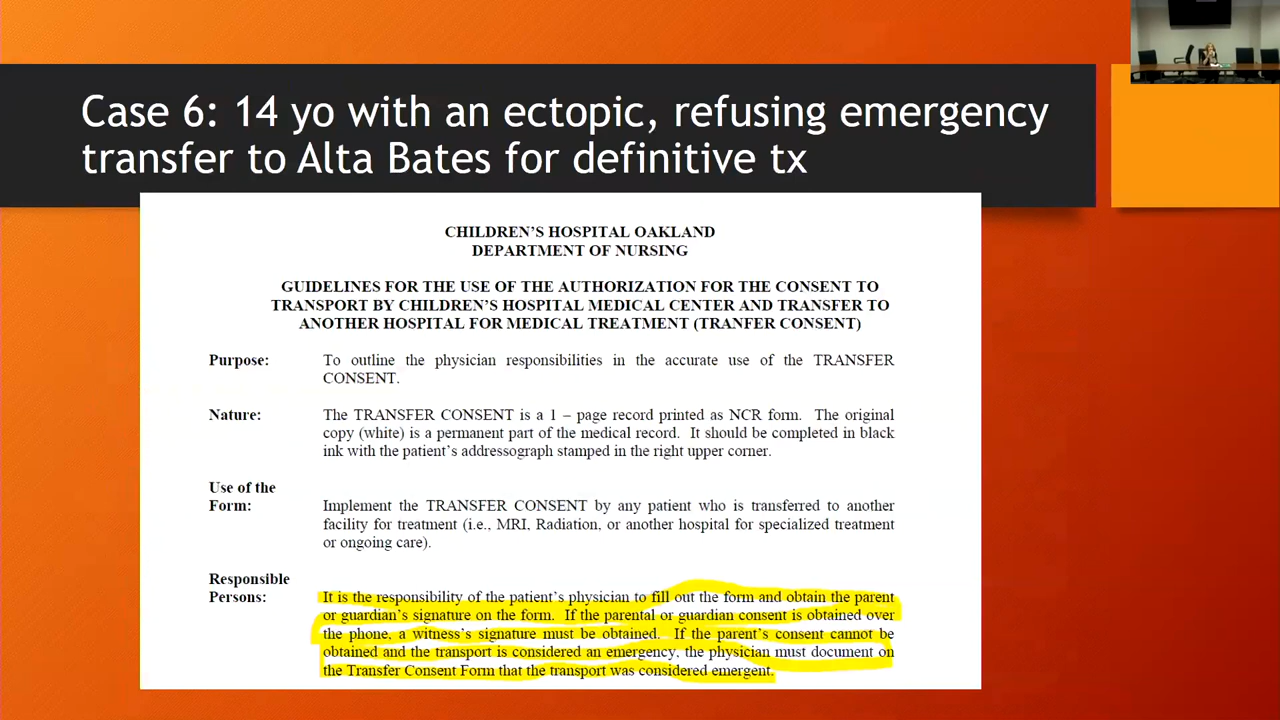 Case 6: 14 yo with an ectopic, refusing emergency
transfer to Alta Bates for definitive tx
CHILDREN'S HOSPITAL OAKLAND
DEPARTMENT OF NURSING
GUIDELINES FOR THE USE OF THE AUTHORIZATION FOR THE CONSENT TO
TRANSPORT BY CHILDREN'S HOSPITAL MEDICAL CENTER AND TRANSFER TO
ANOTHER HOSPITAL FOR MEDICAL TREATMENT (TRANFER CONSENT)
Purpose: To outline the physician responsibilities in the accurate use of the TRANSFER
CONSENT.
Nature: The TRANSFER CONSENT is a 1 – page record printed as NCR form. The original
copy (white) is a permanent part of the medical record. It should be completed in black
ink with the patient's addressograph stamped in the right upper corner.
Use of the
Form: Implement the TRANSFER CONSENT by any patient who is transferred to another
facility for treatment (i.e., MRI, Radiation, or another hospital for specialized treatment
or ongoing care).
Responsible
Persons: It is the responsibility of the patient's physician to fill out the form and obtain the parent
or guardian's signature on the form. If the parental or guardian consent is obtained over
the phone, a witness's signature must be obtained. If the parent's consent cannot be
obtained and the transport is considered an emergency, the physician must document on
the Transfer Consent Form that the transport was considered emergent.